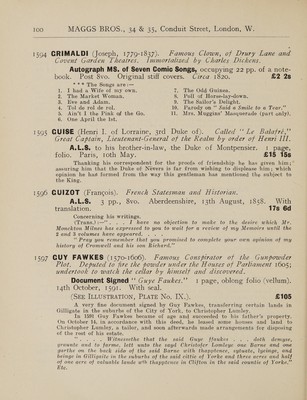 100 MAGGS BROS., 34 & 35, Conduit Street, London, W.
1594 GRIMALDI (Joseph, 1779-1837). Famous Clown, of Drury Lane and
Covent Garden Theatres. Immortalized by Charles Dickens.
Autograph MS. of Seven Comic Songs, occupying 22 pp. of a note-
book. Post 8vo. Original stiff covers. Circa 1820. £2 2s
*** The Songs are:—
1. I had a Wife of my own.
2. The Market Woman.
3. Eve and Adam.
4. Tol de rol de rol.
5. Ain't I the Pink of the Go.
6. One April the 1st.
7. The Odd Guinea.
8. Poll of Horse-lay-down.
9. The Sailor's Delight.
10. Parody on "Said a Smile to a Tear."
11. Mrs. Muggins' Masquerade (part only).
1595 GUISE (Henri I. of Lorraine, 3rd Duke of). Called "Le Balafré,"
Great Captain, Lieutenant-General of the Realm by order of Henri III.
A.L.S. to his brother-in-law, the Duke of Montpensier. 1 page,
folio. Paris, 10th May. £15 15s
Thanking his correspondent for the proofs of friendship he has given him;
assuring him that the Duke of Nevers is far from wishing to displease him; which
opinion he has formed from the way this gentleman has mentioned the subject to
the King.
1596 GUIZOT (François). French Statesman and Historian.
A.L.S. 3 pp., 8vo. Aberdeenshire, 13th August, 1858. With
translation. 17s 6d
Concerning his writings.
(Trans.)—". . . I have no objection to make to the desire which Mr.
Monckton Milnes has expressed to you to wait for a review of my Memoirs until the
2 and 3 volumes have appeared. . . .
"Pray you remember that you promised to complete your own opinion of my
history of Cromwell and his son Richard."
1597 GUY FAWKES (1570-1606). Famous Conspirator of the Gunpowder
Plot. Deputed to fire the powder under the Houses of Parliament 1605;
undertook to watch the cellar by himself and discovered.
Document Signed "Guye Fawkes." 1 page, oblong folio (vellum).
14th October, 1591. With seal.
(SEE ILLUSTRATION, PLATE No. IX.). £105
A very fine document signed by Guy Fawkes, transferring certain lands in
Gilligate in the suburbs of the City of York, to Christopher Lumley.
In 1591 Guy Fawkes became of age and succeeded to his father's property.
On October 14, in accordance with this deed, he leased some houses and land to
Christopher Lumley, a tailor, and soon afterwards made arrangements for disposing
of the rest of his estate.
". . . Witnessethe that the said Guye ffaukes . . . doth demyse,
graunte and to farme, lett unto the sayd Christofer Lumleye one Barne and one
garthe on the back side of the said Barne with thappteyence, sytuate, lyeinge, and
beinge in Gilligaite in the suburbs of the said cittie of Yorke and three acres and half
of one acre of valuable lands wth thappteyence in Clifton in the said countie of Yorke."
Etc.